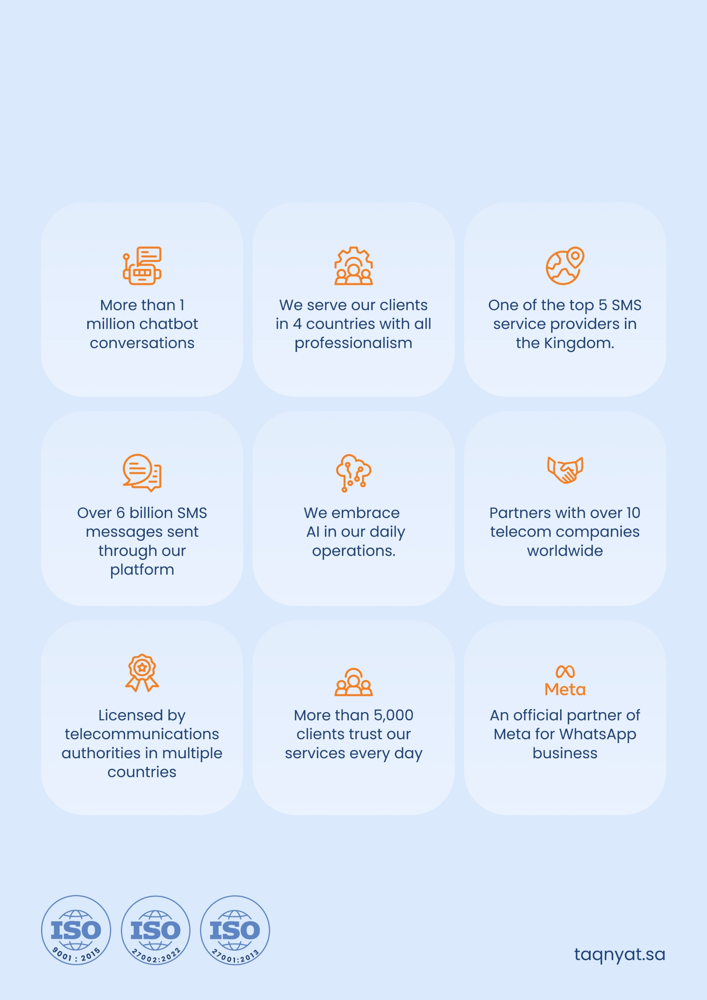 More than 1
million chatbot
conversations
We serve our clients
in 4 countries with all
professionalism
One of the top 5 SMS
service providers in
the Kingdom.
Over 6 billion SMS
messages sent
through our
platform
We embrace
AI in our daily
operations.
Partners with over 10
telecom companies
worldwide
Licensed by
telecommunications
authorities in multiple
countries
More than 5,000
clients trust our
services every day
Meta
An official partner of
Meta for WhatsApp
business
ISO
9001 : 2015
ISO
27002:2022
ISO
27001:2013
taqnyat.sa